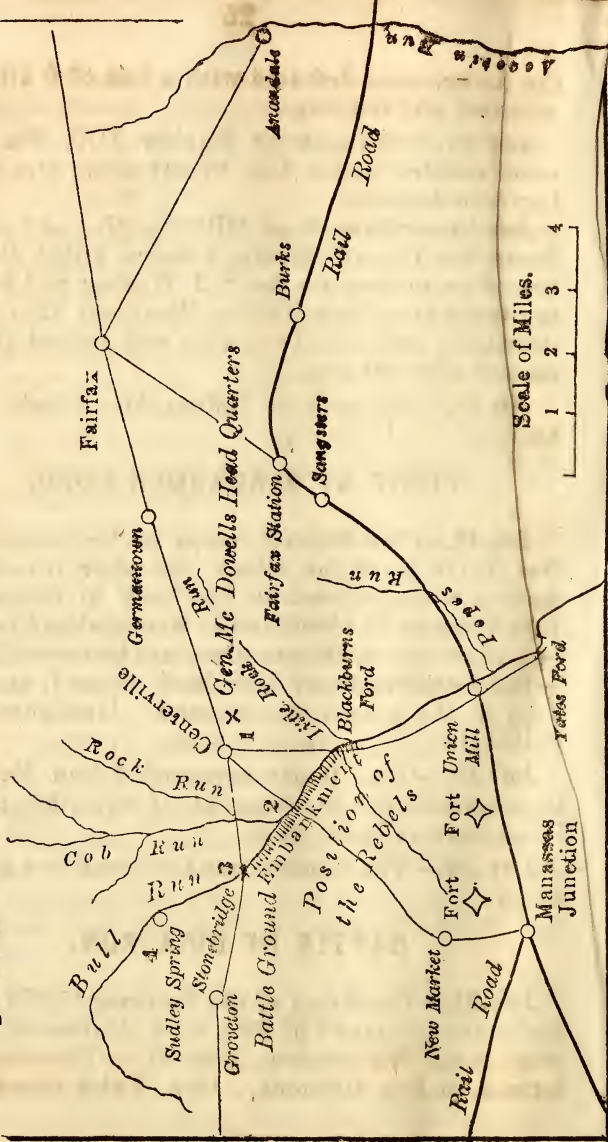 Accotink Run
Anandale
Rail Road
Burks
Fairfax
Scale of Miles.
1 2 3 4
Gen. Mc Dowells Head Quarters
Sangsters
Fairfax Station
Germantown
Popes Run
Little Rock Run
Centerville
X
1
Blackburns
Ford
Yates Ford
Rock Run
Union
Mill
2
Cob Run
Embankment
Position of
the Rebels
Fort
Fort
3
Bull Run
Stonebridge
Battle Ground
4
Sudley Spring
Groveton
New Market
Manassas
Junction
Rail Road